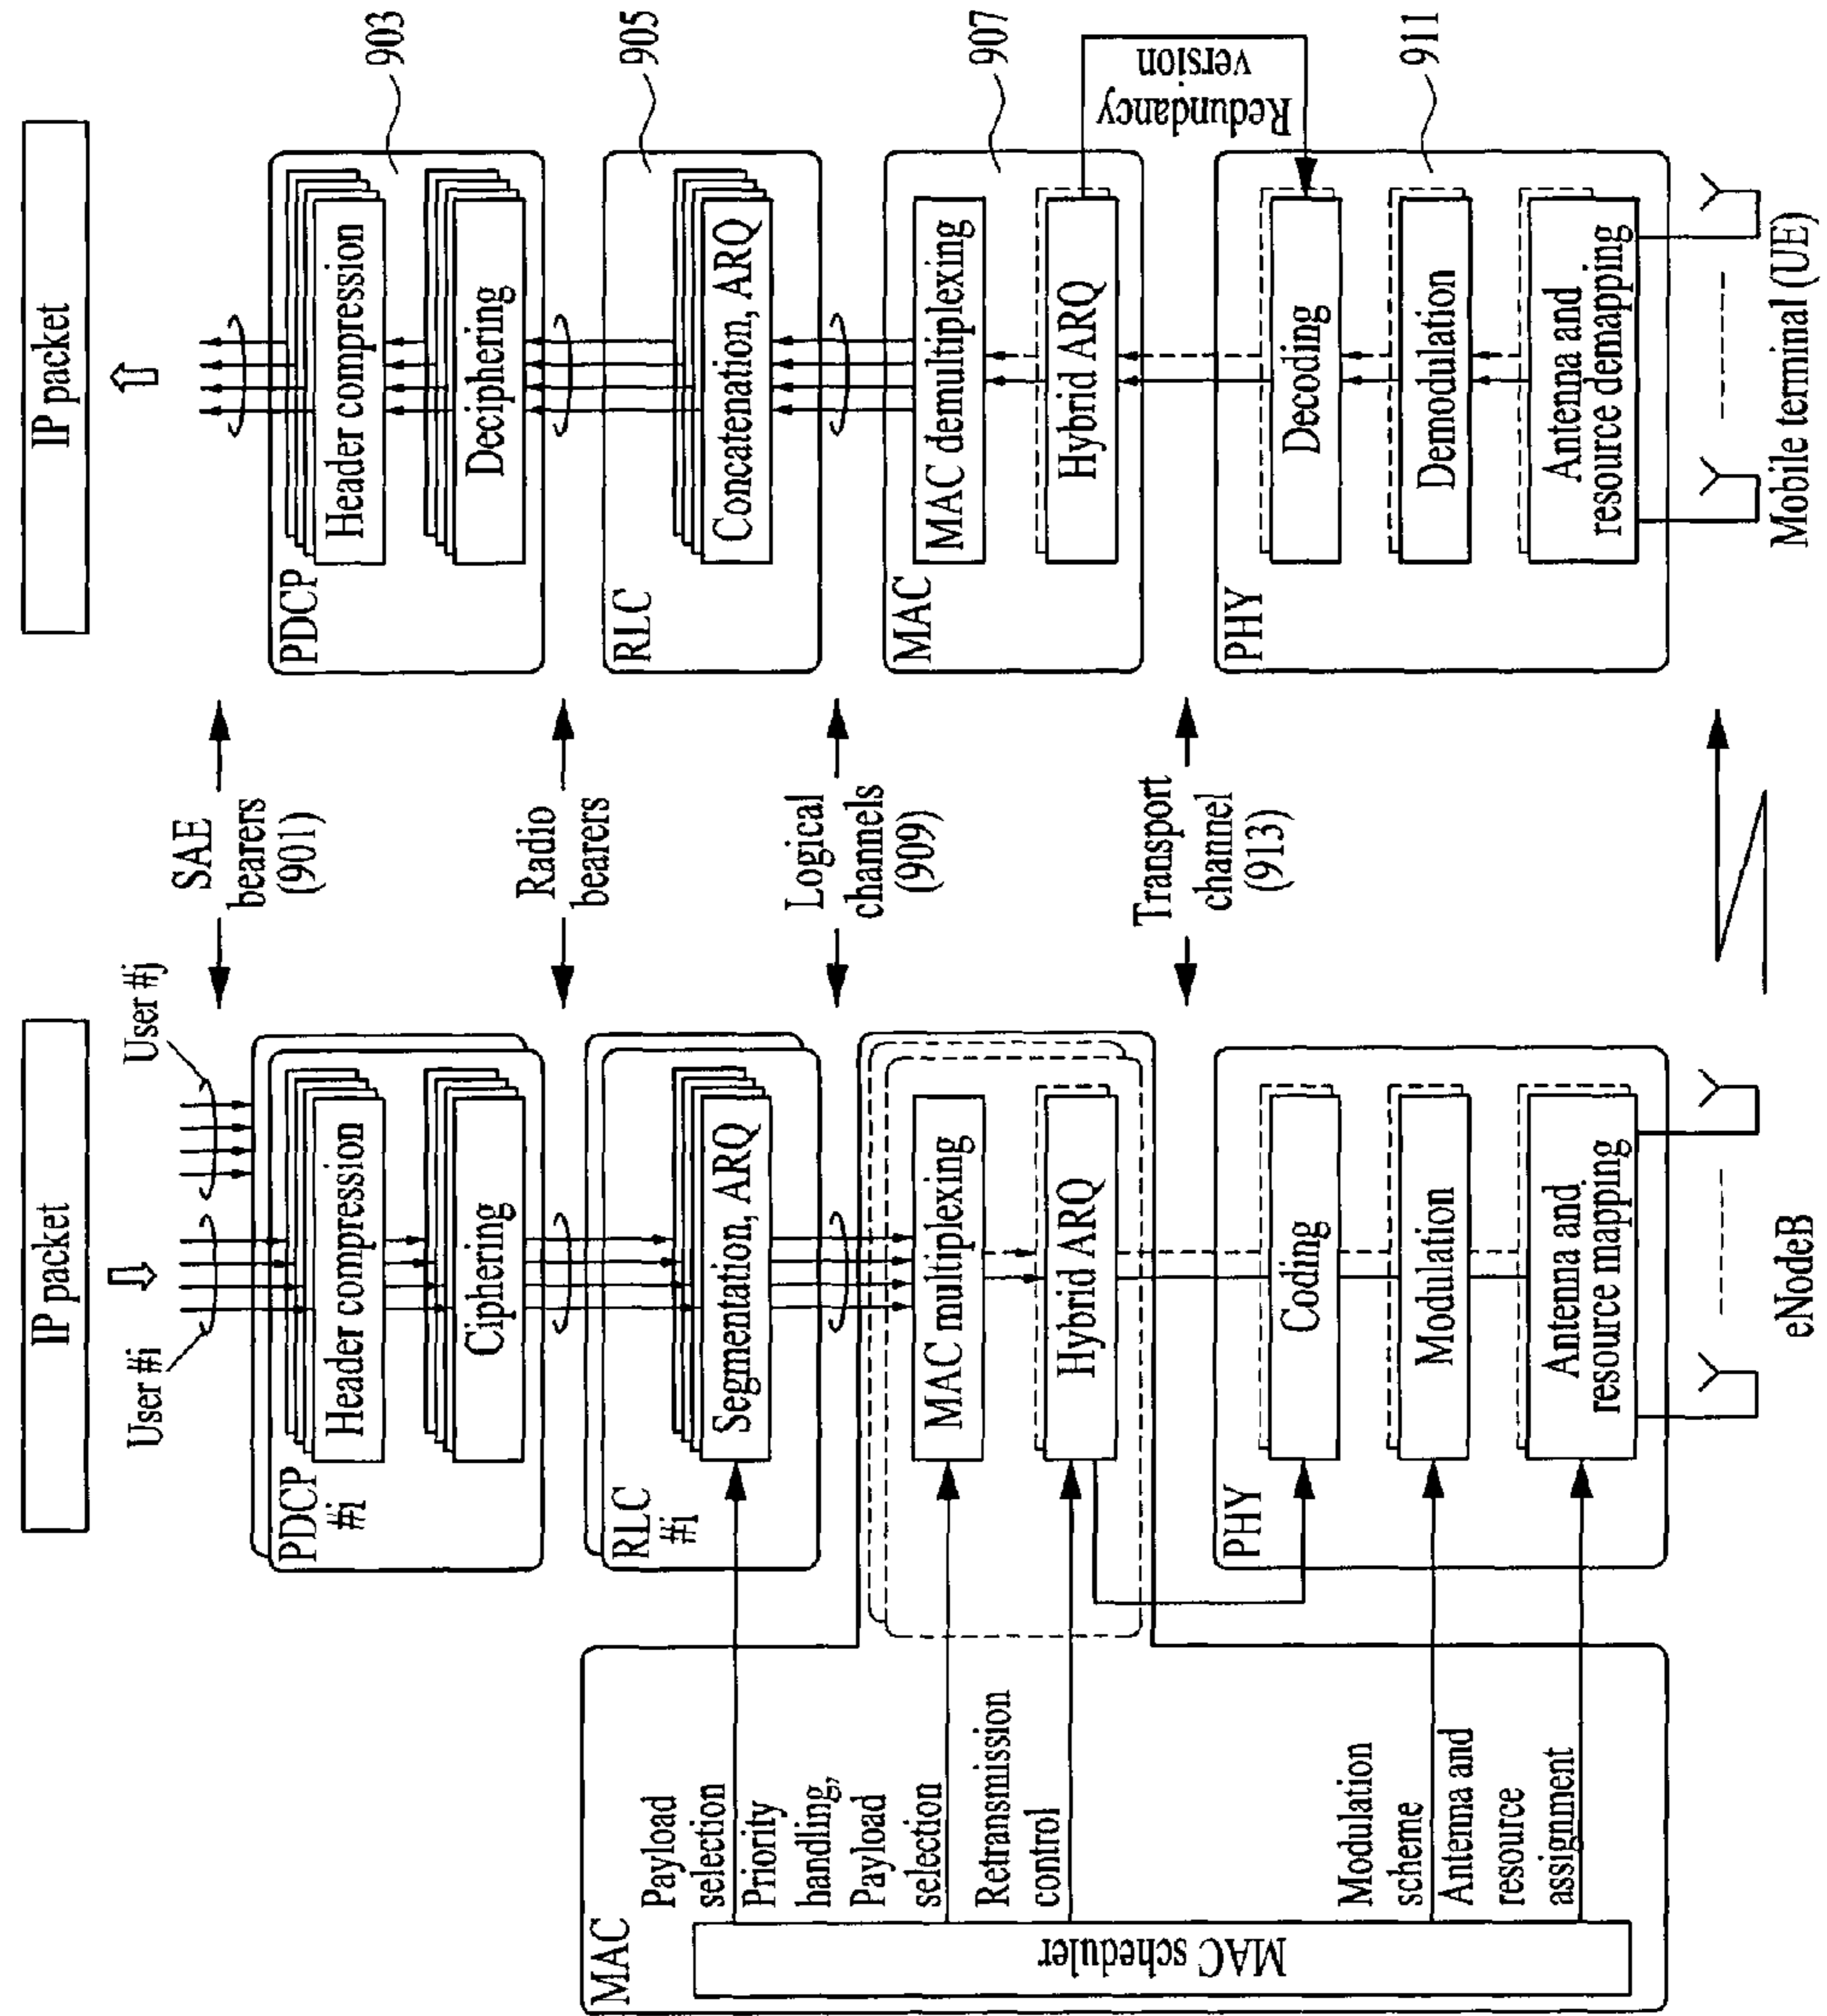 IP packet
User #i
User #j
PDCP
#i
Header compression
Ciphering
RLC
#i
Segmentation, ARQ
MAC
MAC scheduler
Payload
selection
Priority
handling,
Payload
selection
Retransmission
control
Modulation
scheme
Antenna and
resource
assignment
MAC multiplexing
Hybrid ARQ
PHY
Coding
Modulation
Antenna and
resource mapping
eNodeB
SAE
bearers
(901)
Radio
bearers
Logical
channels
(909)
Transport
channel
(913)
IP packet
PDCP
Header compression
Deciphering
903
RLC
Concatenation, ARQ
905
MAC
MAC demultiplexing
Hybrid ARQ
907
Redundancy
version
PHY
Decoding
Demodulation
Antenna and
resource demapping
911
Mobile terminal (UE)